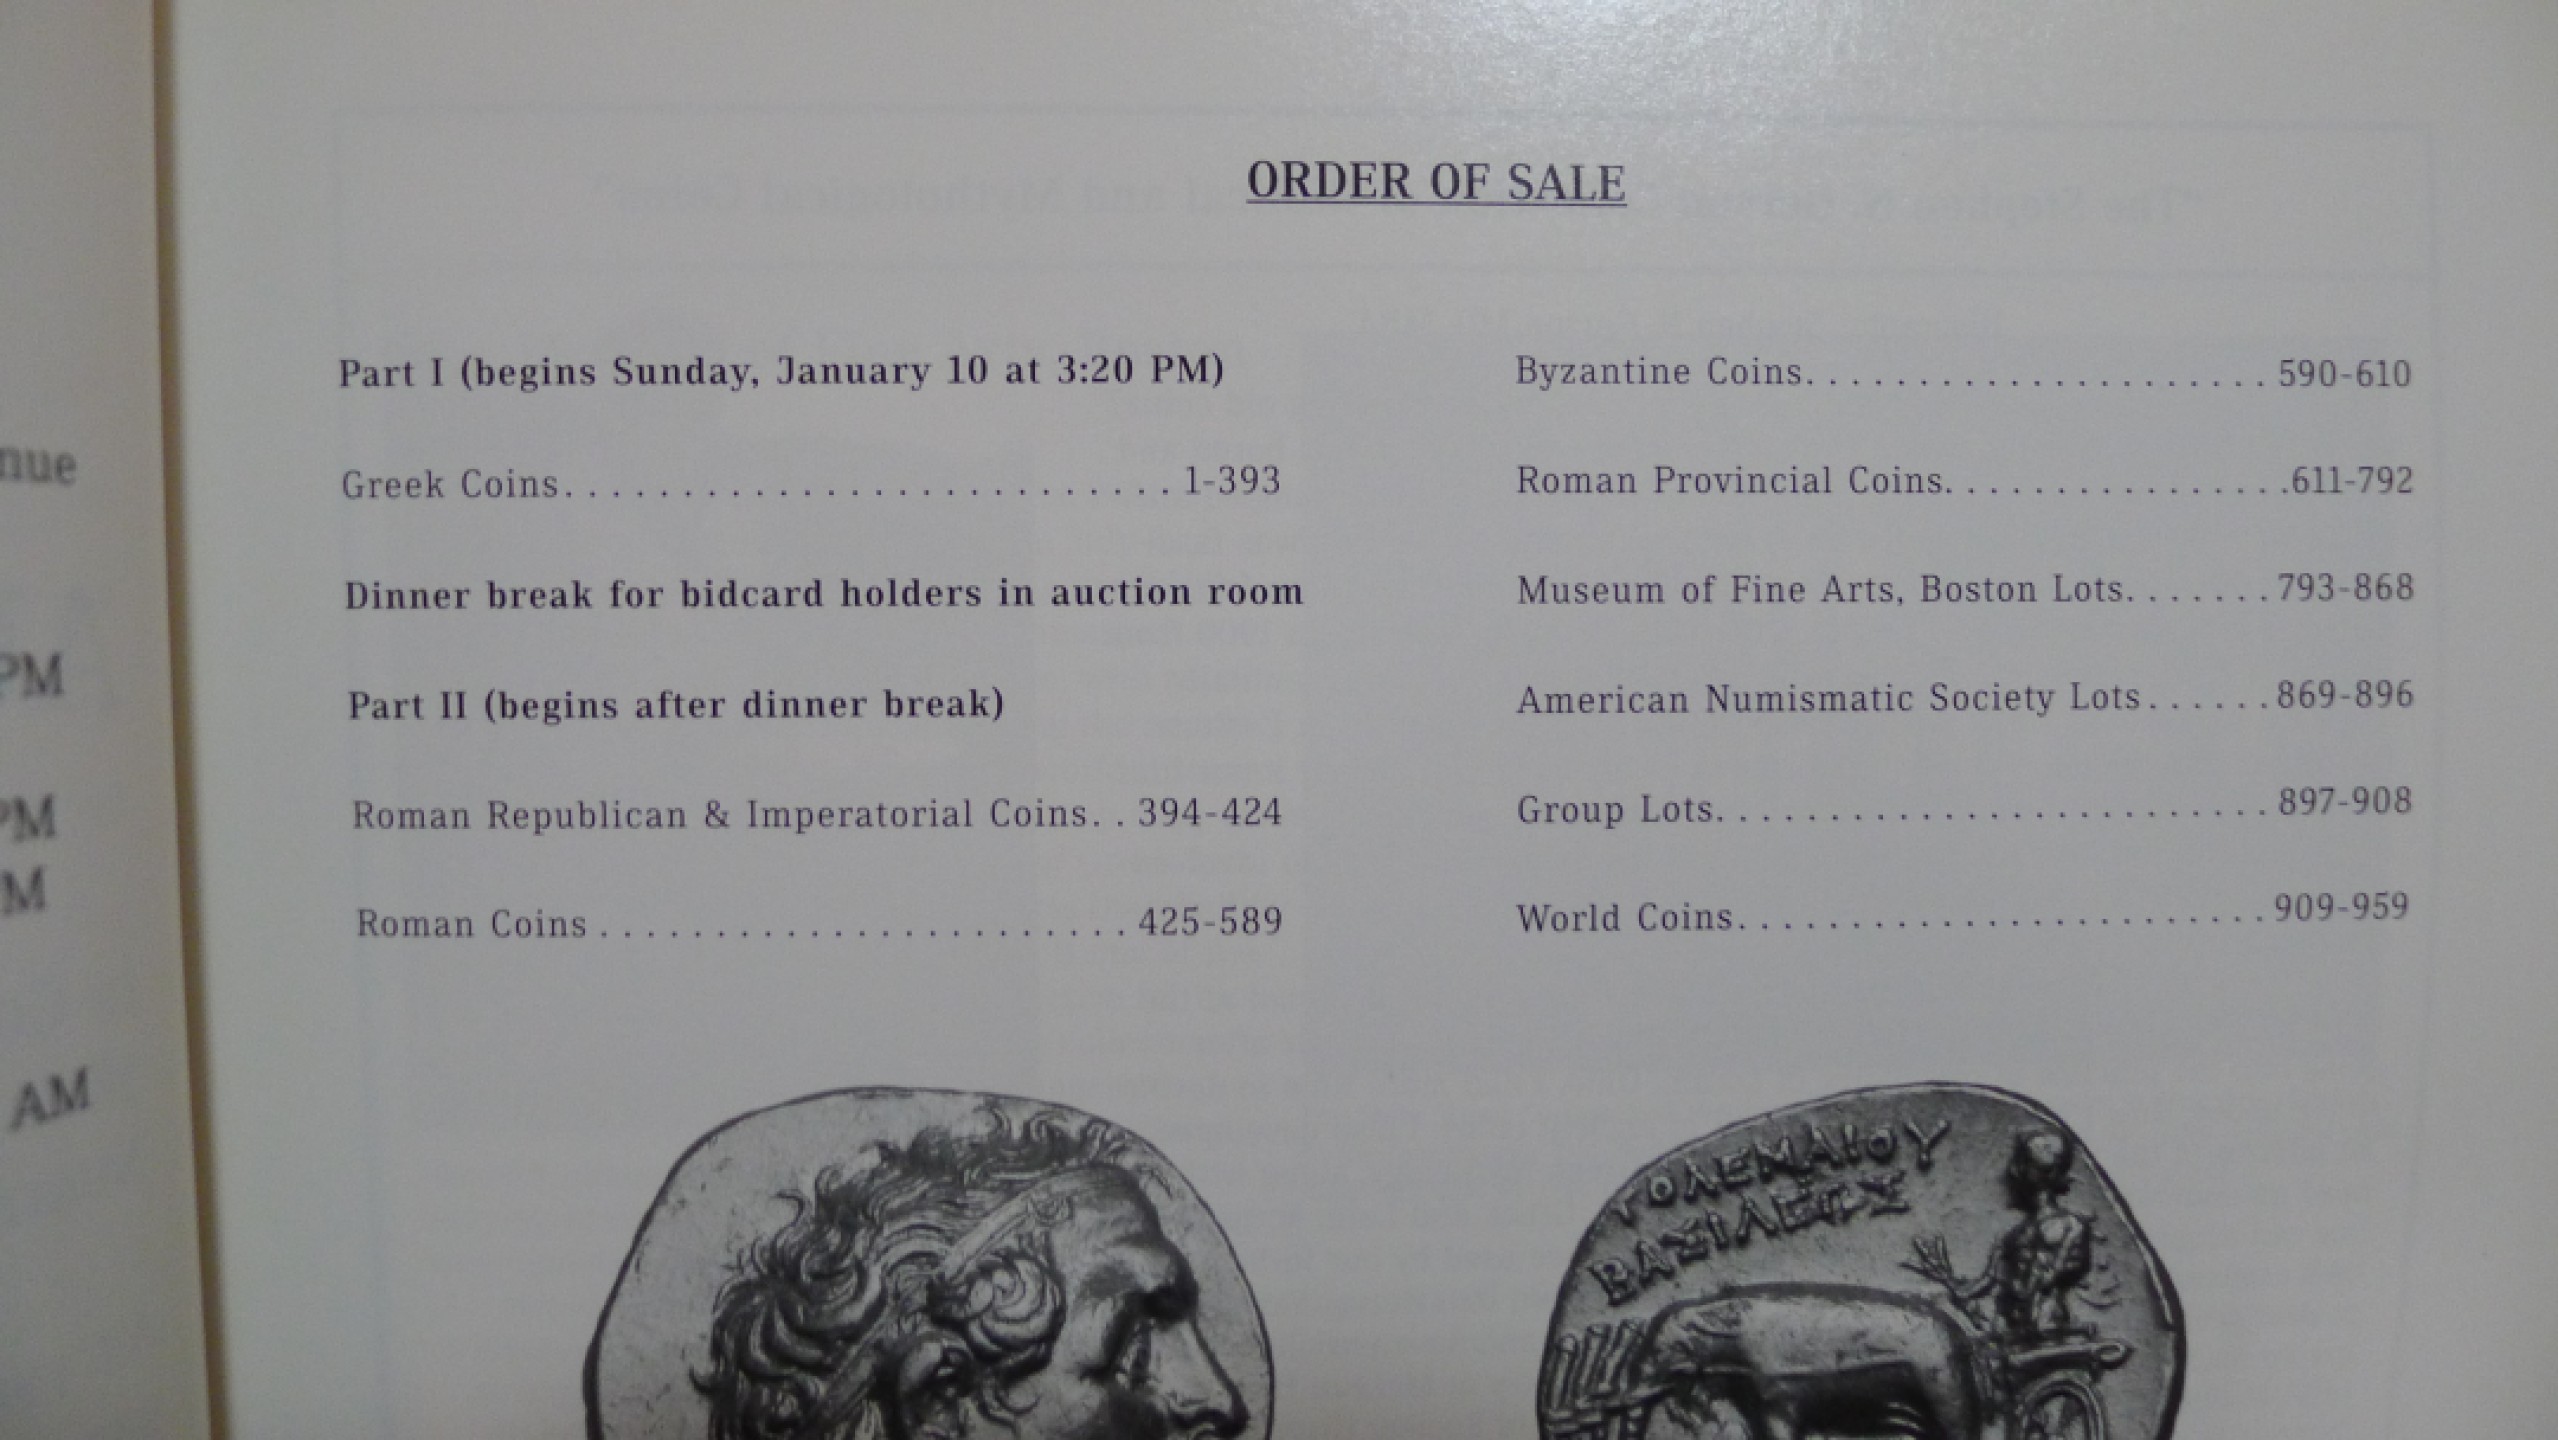 nue
PM
PM
M
AM
ORDER OF SALE
Part I (begins Sunday, January 10 at 3:20 PM)
Greek Coins. . . . . . . . . . . . . . . . . . . . . . . . . . 1-393
Dinner break for bidcard holders in auction room
Part II (begins after dinner break)
Roman Republican & Imperatorial Coins. . 394-424
Roman Coins . . . . . . . . . . . . . . . . . . . . . . . 425-589
Byzantine Coins. . . . . . . . . . . . . . . . . . . . . 590-610
Roman Provincial Coins. . . . . . . . . . . . . . . .611-792
Museum of Fine Arts, Boston Lots. . . . . . . 793-868
American Numismatic Society Lots . . . . . . 869-896
Group Lots. . . . . . . . . . . . . . . . . . . . . . . . . 897-908
World Coins. . . . . . . . . . . . . . . . . . . . . . . . 909-959
ΤΟΛΕΜΑΙΟΥ
ΒΑΣΙΛΕΩΣ